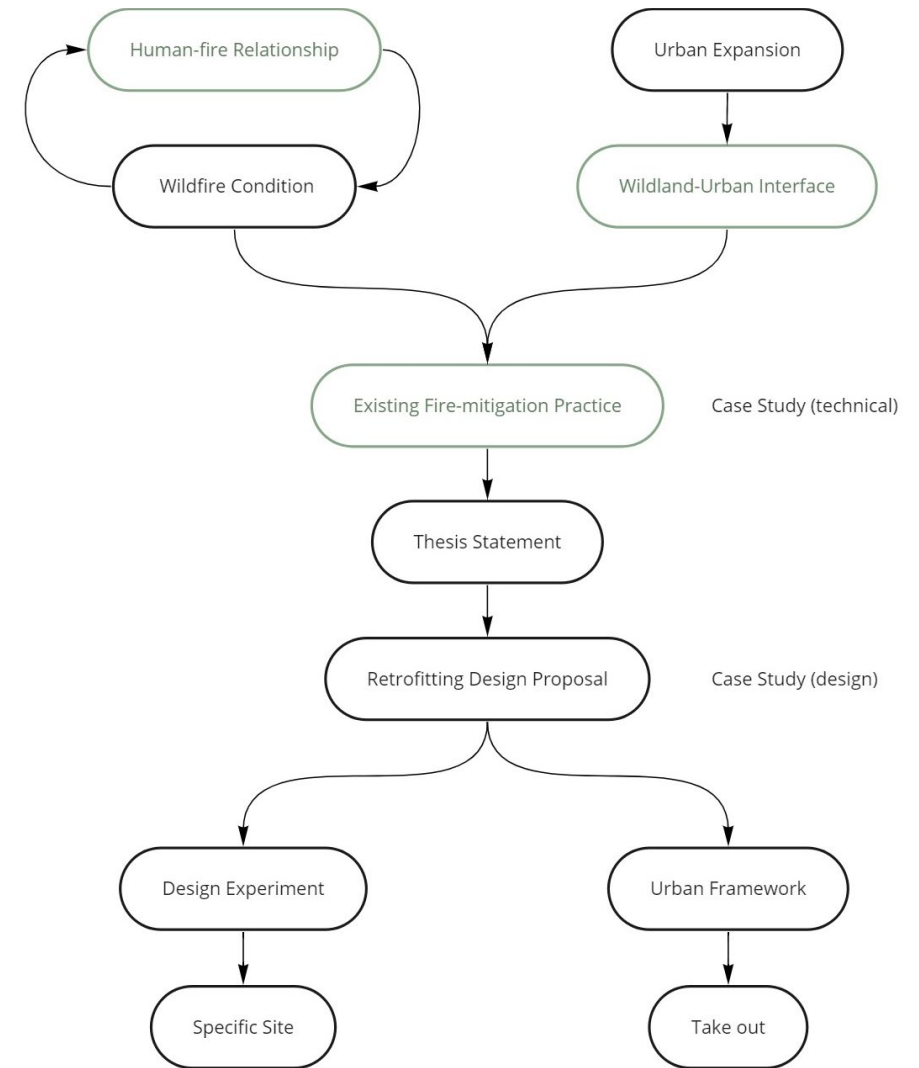 Human-fire Relationship
Urban Expansion
Wildfire Condition
Wildland-Urban Interface
Existing Fire-mitigation Practice
Case Study (technical)
Thesis Statement
Retrofitting Design Proposal
Case Study (design)
Design Experiment
Urban Framework
Specific Site
Take out